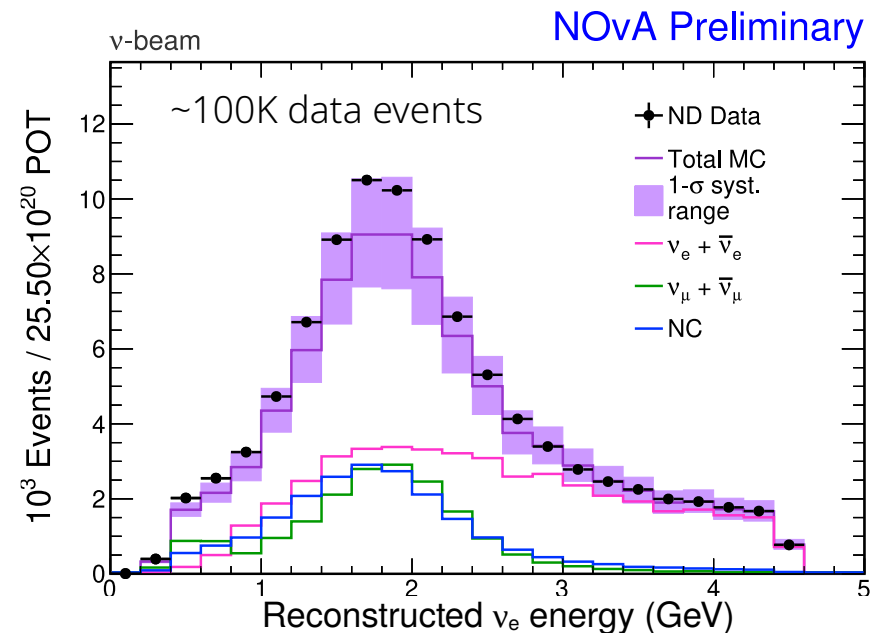 NOvA Preliminary
ν-beam
~100K data events
ND Data
Total MC
1-σ syst.
range
νₑ + ν̅ₑ
ν_μ + ν̅_μ
NC
10³ Events / 25.50×10²⁰ POT
12
10
8
6
4
2
0
0 1 2 3 4 5
Reconstructed νₑ energy (GeV)